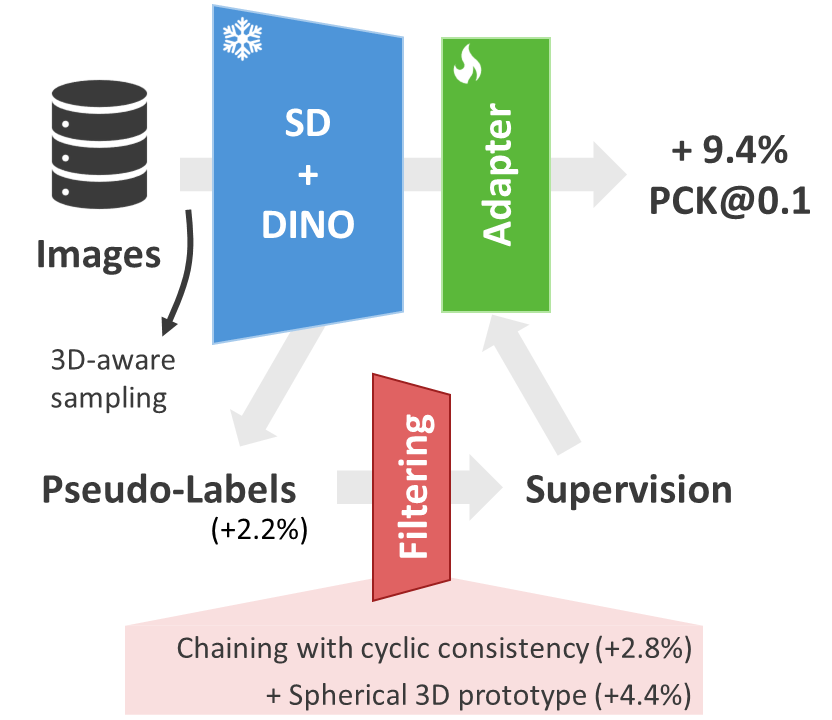 SD
+
DINO
Adapter
+ 9.4%
PCK@0.1
Images
3D-aware
sampling
Pseudo-Labels
(+2.2%)
Filtering
Supervision
Chaining with cyclic consistency (+2.8%)
+ Spherical 3D prototype (+4.4%)